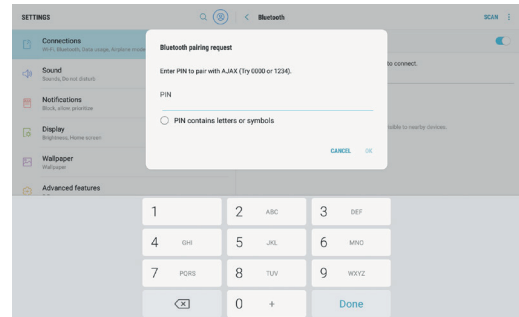 SETTINGS
Bluetooth
SCAN
Connections
Wi-Fi, Bluetooth, Data usage, Airplane mode
Sound
Sounds, Do not disturb
Notifications
Block, allow, prioritize
Display
Brightness, Home screen
Wallpaper
Wallpaper
Advanced features
to connect.
visible to nearby devices.
Bluetooth pairing request
Enter PIN to pair with AJAX (Try 0000 or 1234).
PIN
PIN contains letters or symbols
CANCEL OK
1 2 ABC 3 DEF
4 GHI 5 JKL 6 MNO
7 PQRS 8 TUV 9 WXYZ
0 + Done